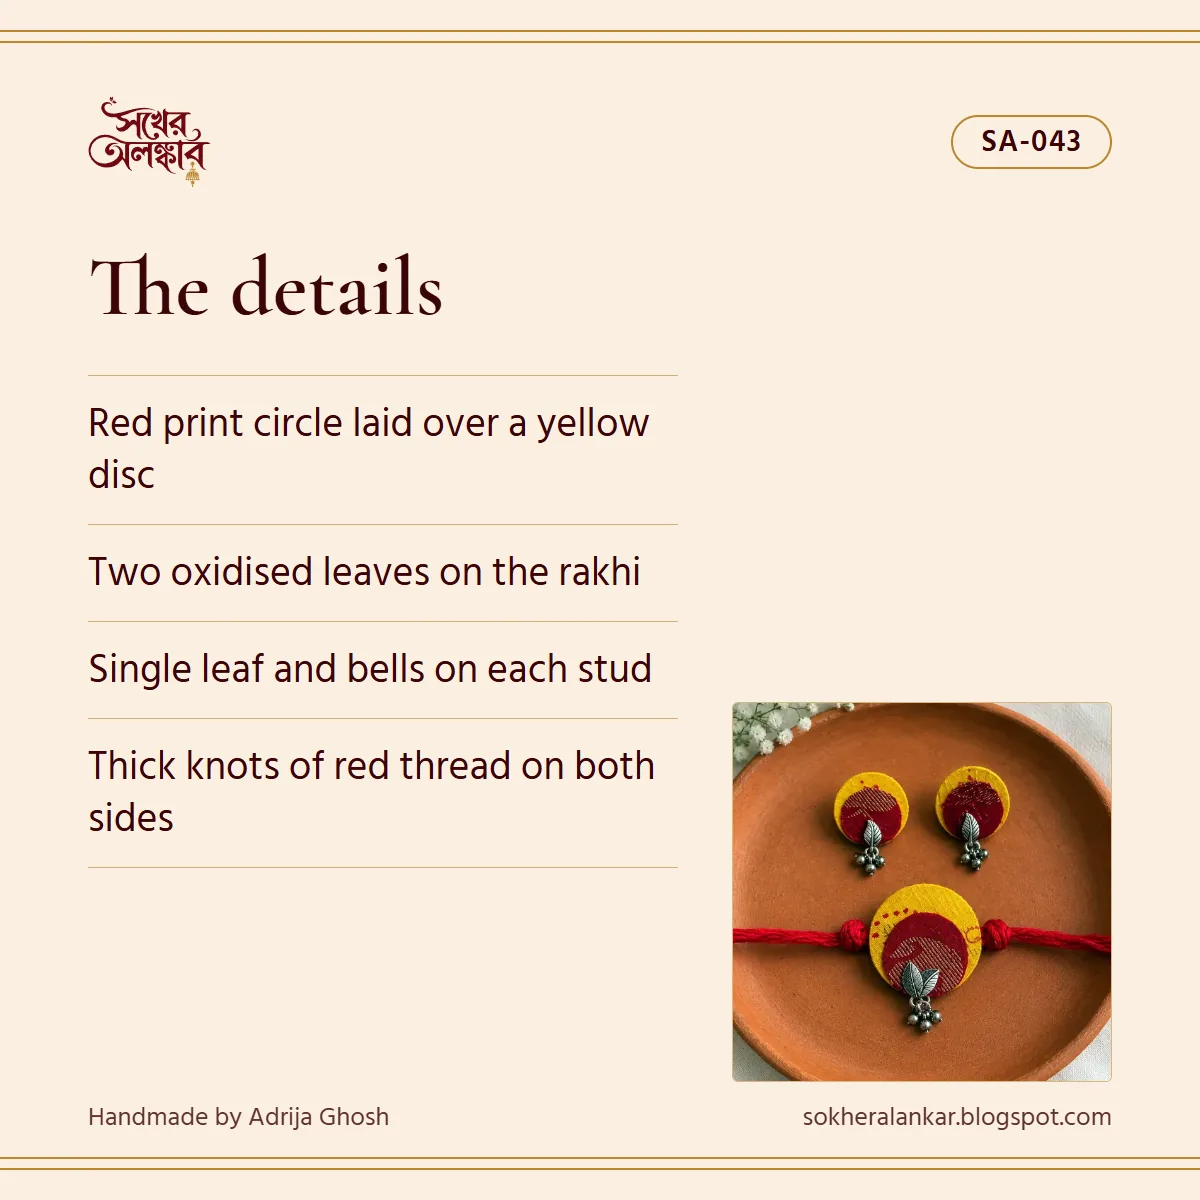 সখের
অলঙ্কার
SA-043
The details
Red print circle laid over a yellow
disc
Two oxidised leaves on the rakhi
Single leaf and bells on each stud
Thick knots of red thread on both
sides
Handmade by Adrija Ghosh
sokheralankar.blogspot.com